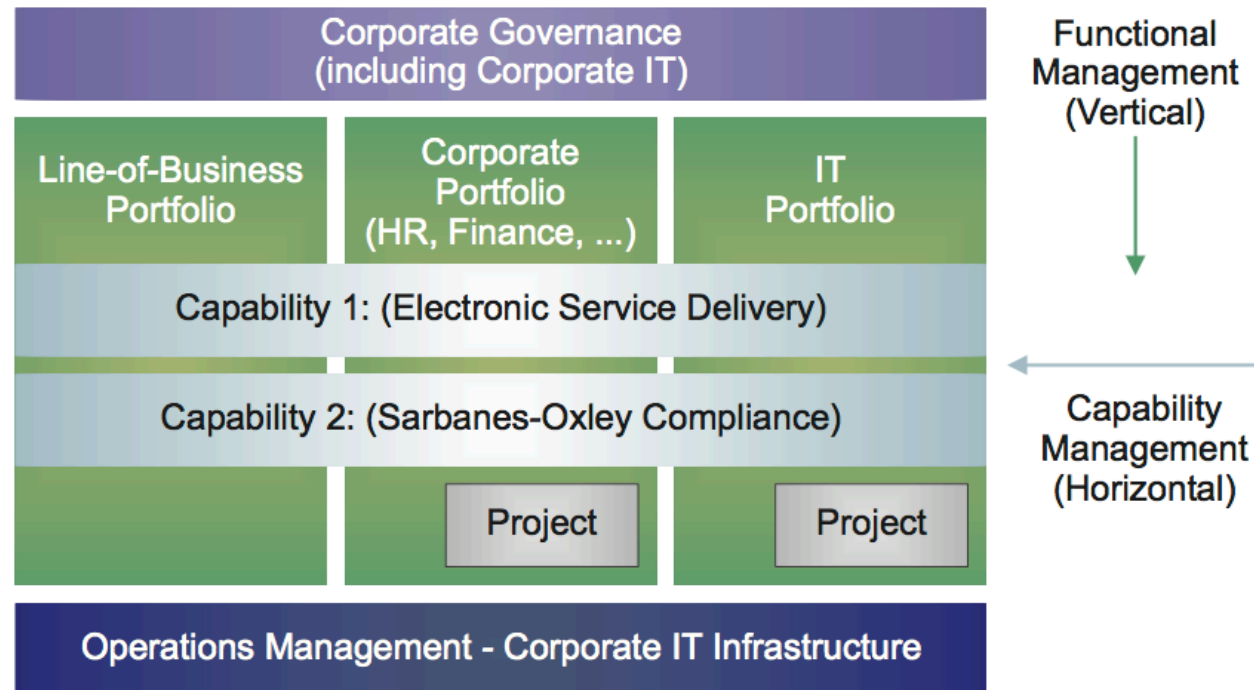 Corporate Governance
(including Corporate IT)
Functional
Management
(Vertical)
Line-of-Business
Portfolio
Corporate
Portfolio
(HR, Finance, ...)
IT
Portfolio
Capability 1: (Electronic Service Delivery)
Capability 2: (Sarbanes-Oxley Compliance)
Capability
Management
(Horizontal)
Project
Project
Operations Management - Corporate IT Infrastructure